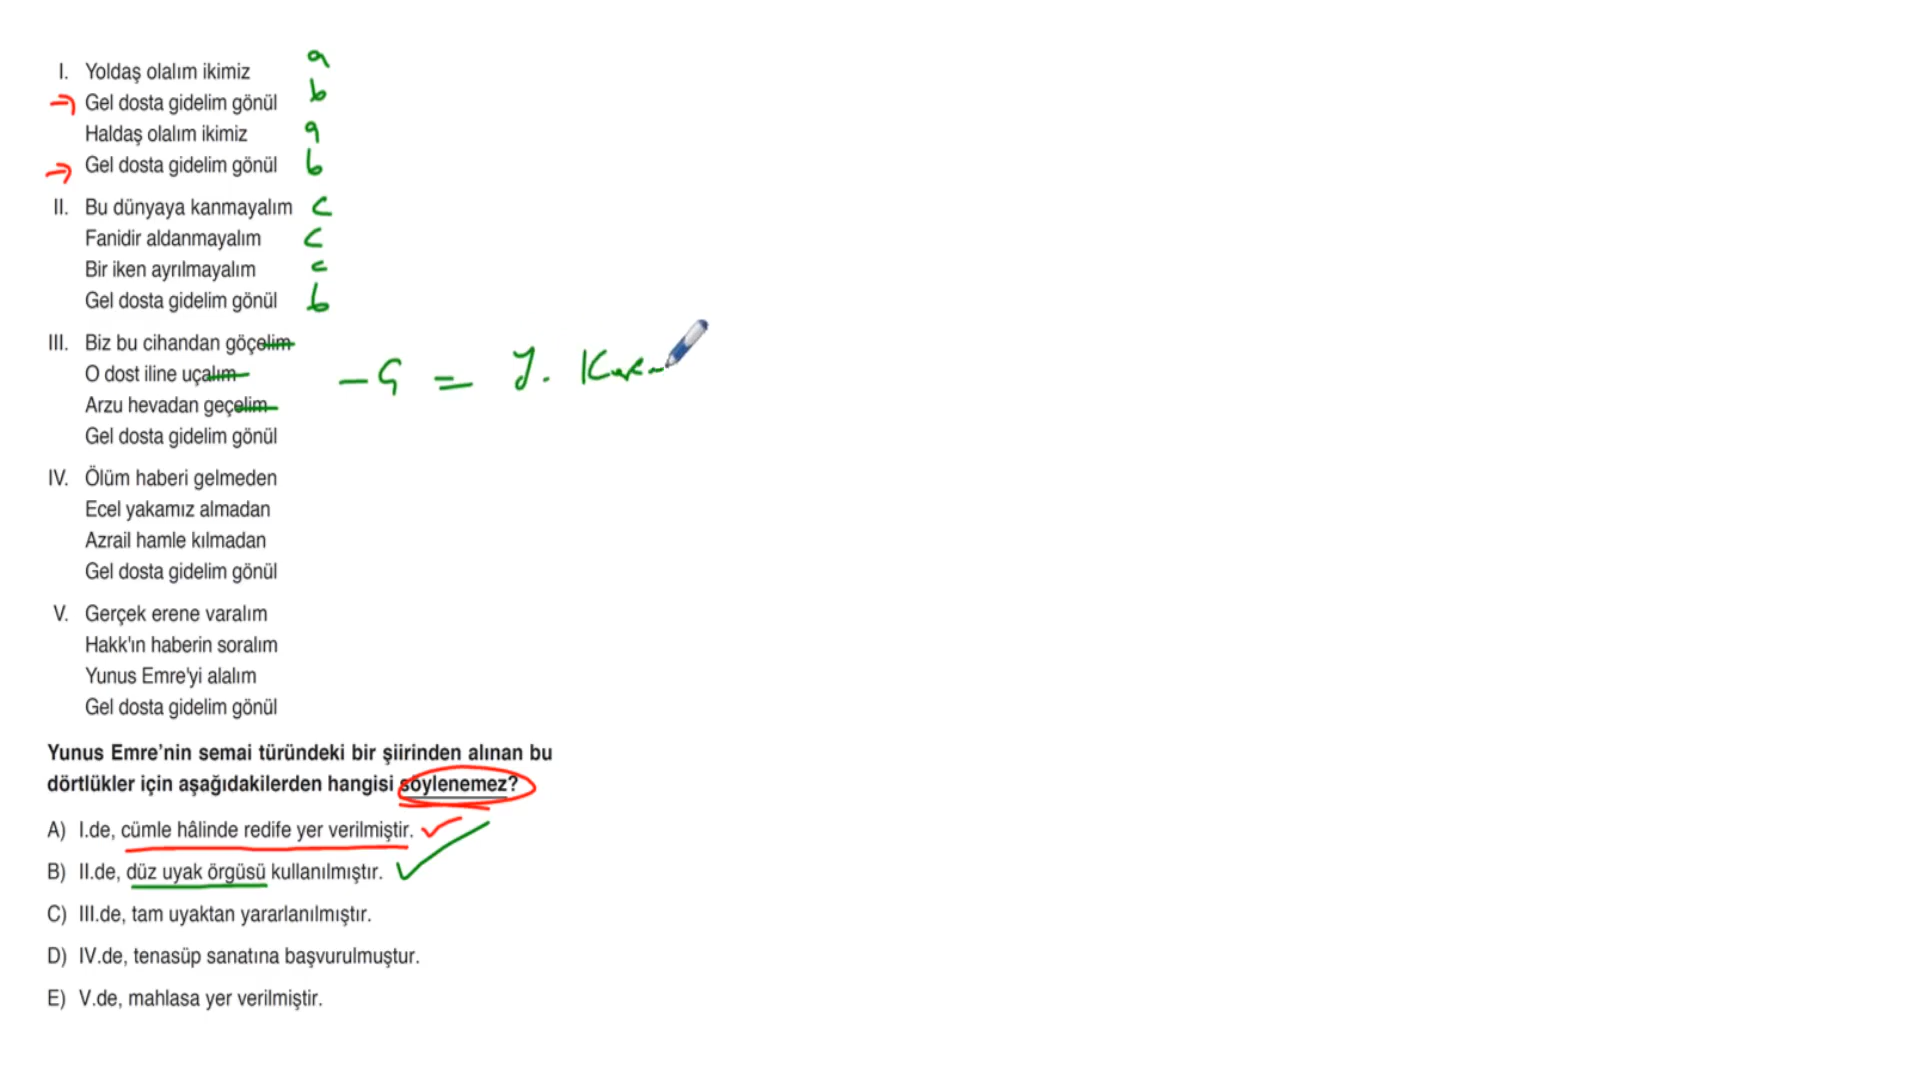 I. Yoldaş olalım ikimiz a
Gel dosta gidelim gönül b
Haldaş olalım ikimiz a
Gel dosta gidelim gönül b
II. Bu dünyaya kanmayalım c
Fanidir aldanmayalım c
Bir iken ayrılmayalım c
Gel dosta gidelim gönül b
III. Biz bu cihandan göçelim
O dost iline uçalım
Arzu hevadan geçelim
Gel dosta gidelim gönül
- ç = Y.
IV. Ölüm haberi gelmeden
Ecel yakamız almadan
Azrail hamle kılmadan
Gel dosta gidelim gönül
V. Gerçek erene varalım
Hakk'ın haberin soralım
Yunus Emre'yi alalım
Gel dosta gidelim gönül
Yunus Emre’nin semai türündeki bir şiirinden alınan bu
dörtlükler için aşağıdakilerden hangisi söylenemez?
A) I.de, cümle hâlinde redife yer verilmiştir.
B) II.de, düz uyak örgüsü kullanılmıştır.
C) III.de, tam uyaktan yararlanılmıştır.
D) IV.de, tenasüp sanatına başvurulmuştur.
E) V.de, mahlasa yer verilmiştir.